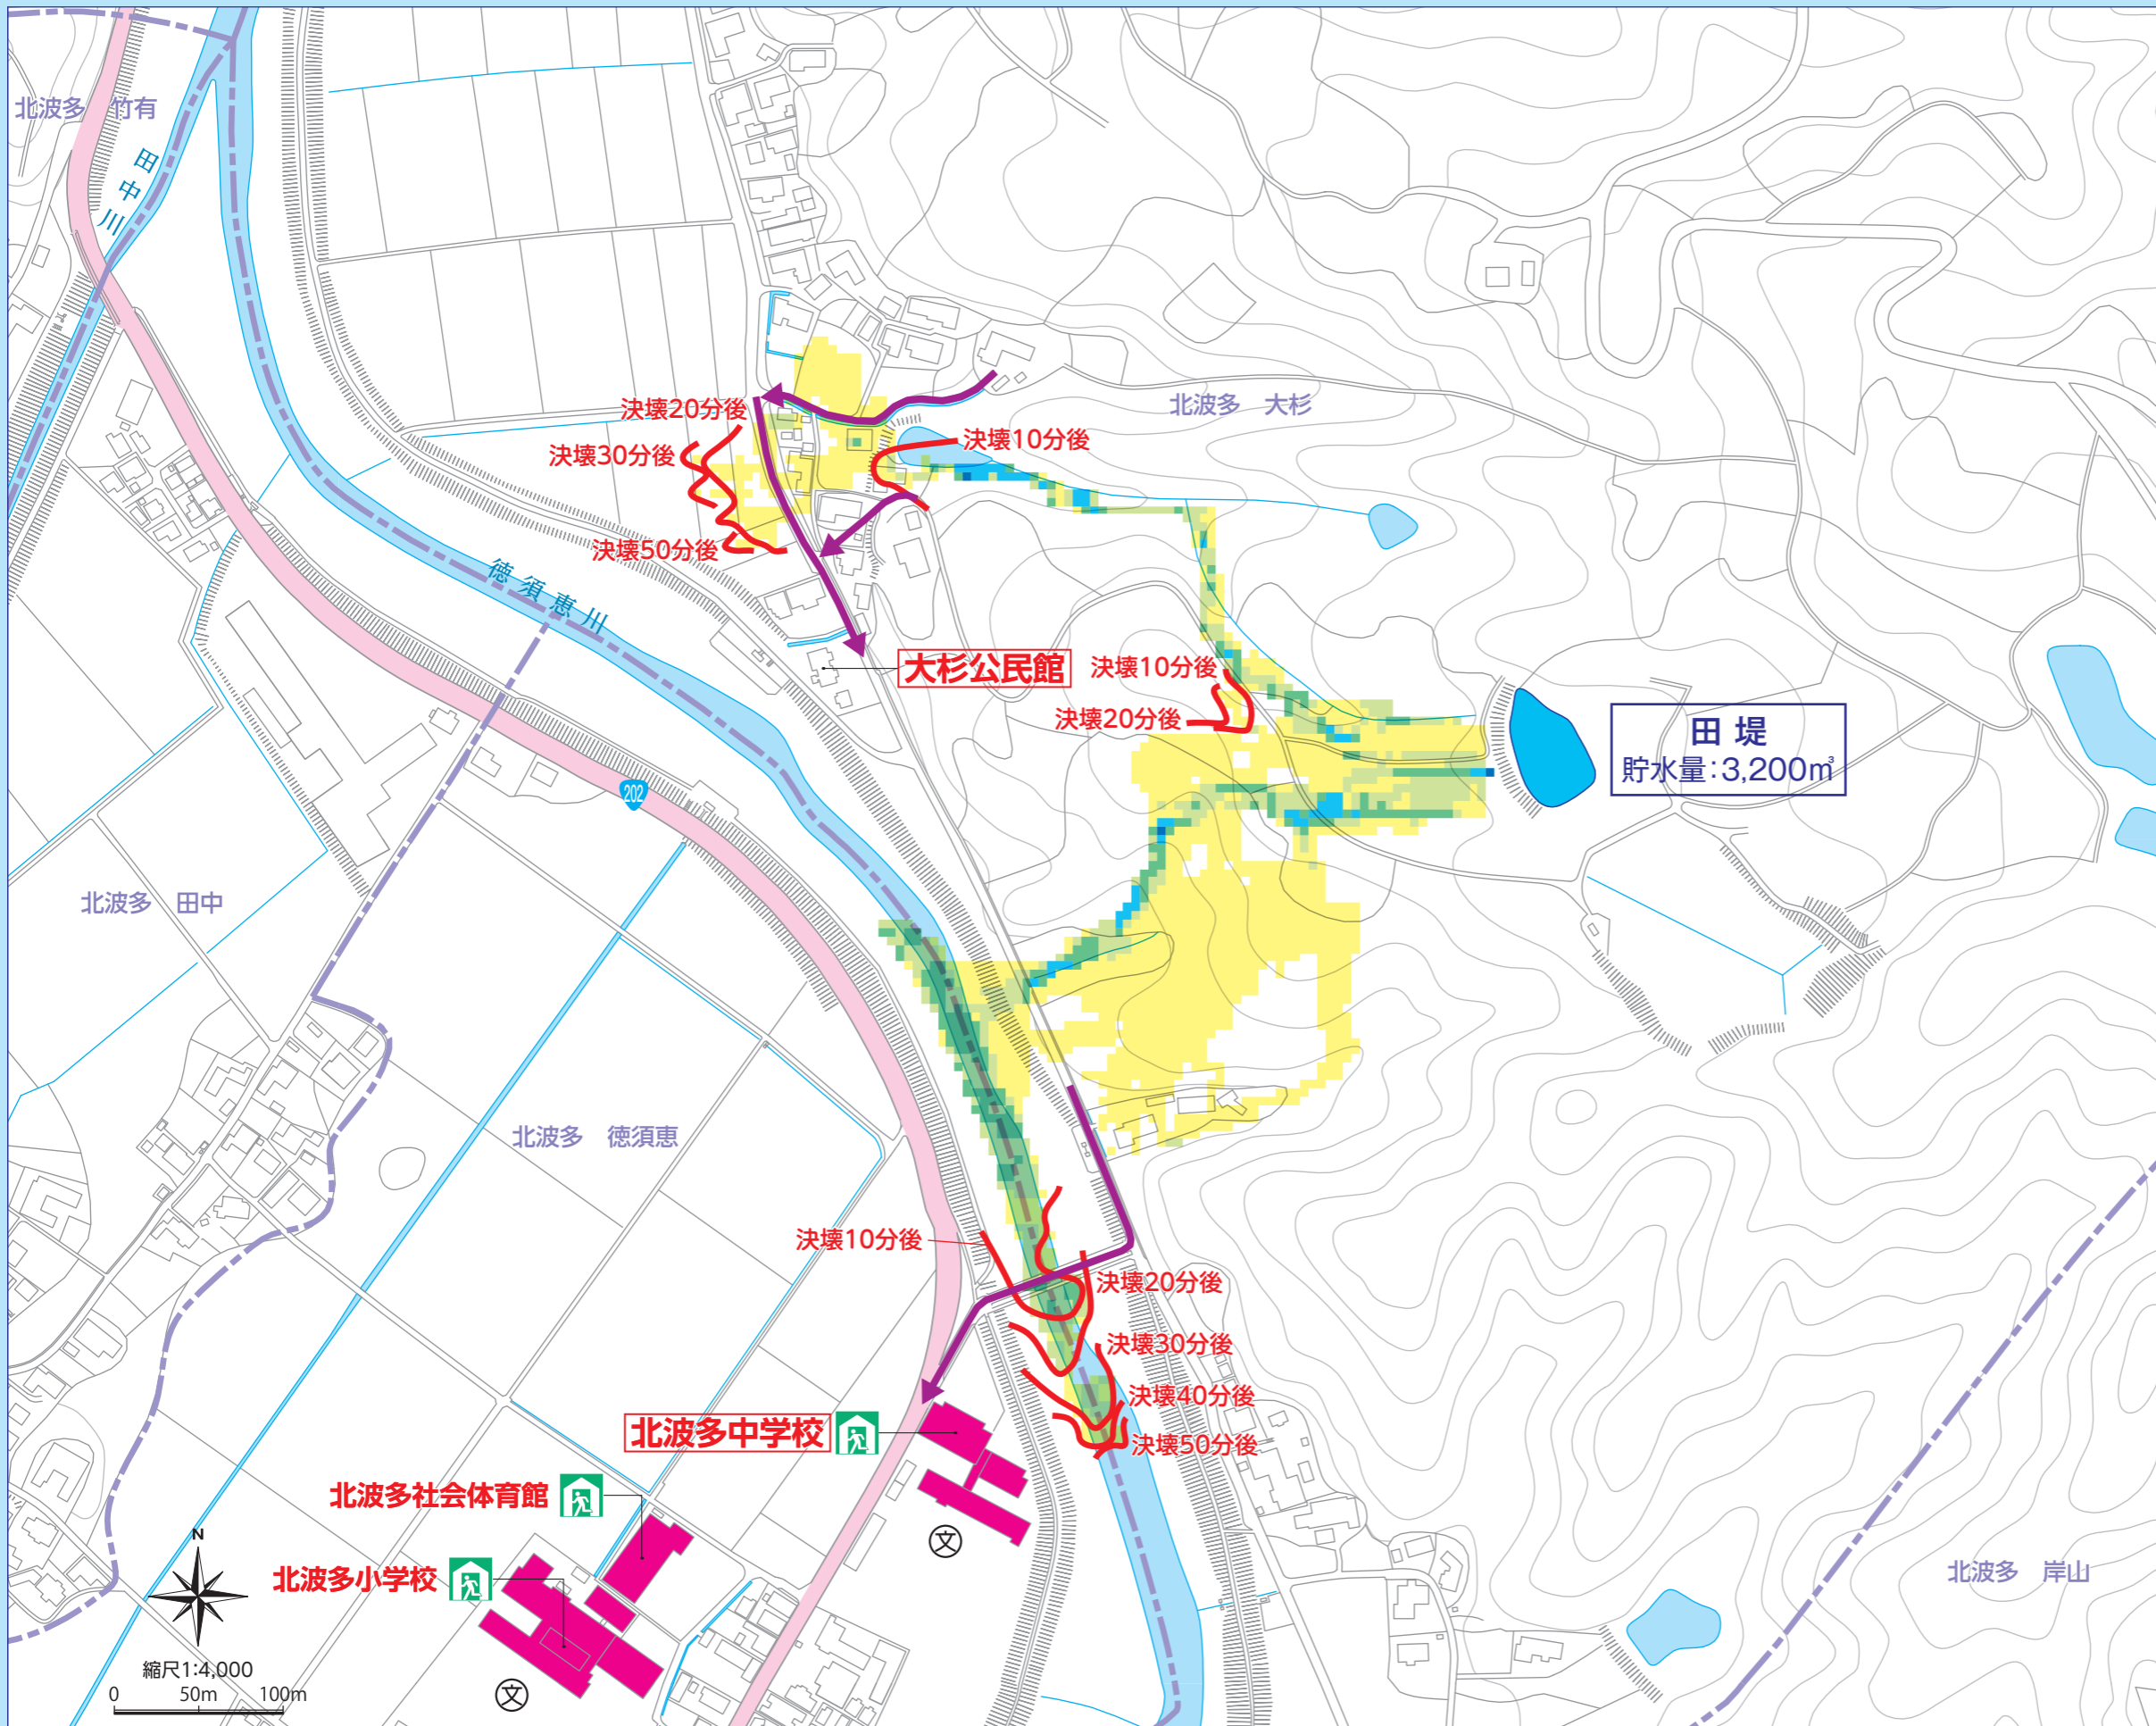 北波多　竹有
田中川
決壊20分後
北波多　大杉
決壊10分後
決壊30分後
決壊50分後
徳須恵川
大杉公民館
決壊10分後
決壊20分後
田 堤
貯水量：3,200㎥
202
北波多　田中
北波多　徳須恵
決壊10分後
決壊20分後
決壊30分後
決壊40分後
北波多中学校
決壊50分後
北波多社会体育館
文
N
北波多小学校
北波多　岸山
縮尺1:4,000
0 50m 100m
文